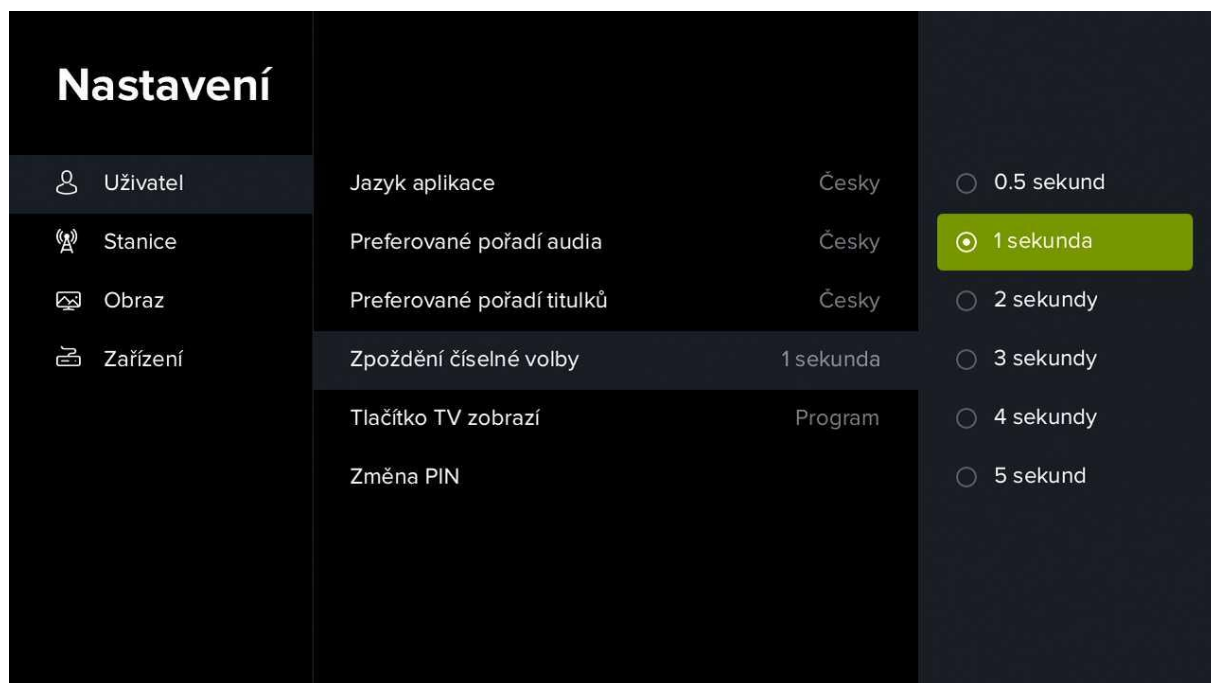 Nastavení
Uživatel
Stanice
Obraz
Zařízení
Jazyk aplikace Česky
Preferované pořadí audia Česky
Preferované pořadí titulků Česky
Zpoždění číselné volby 1 sekunda
Tlačítko TV zobrazí Program
Změna PIN
0.5 sekund
1 sekunda
2 sekundy
3 sekundy
4 sekundy
5 sekund